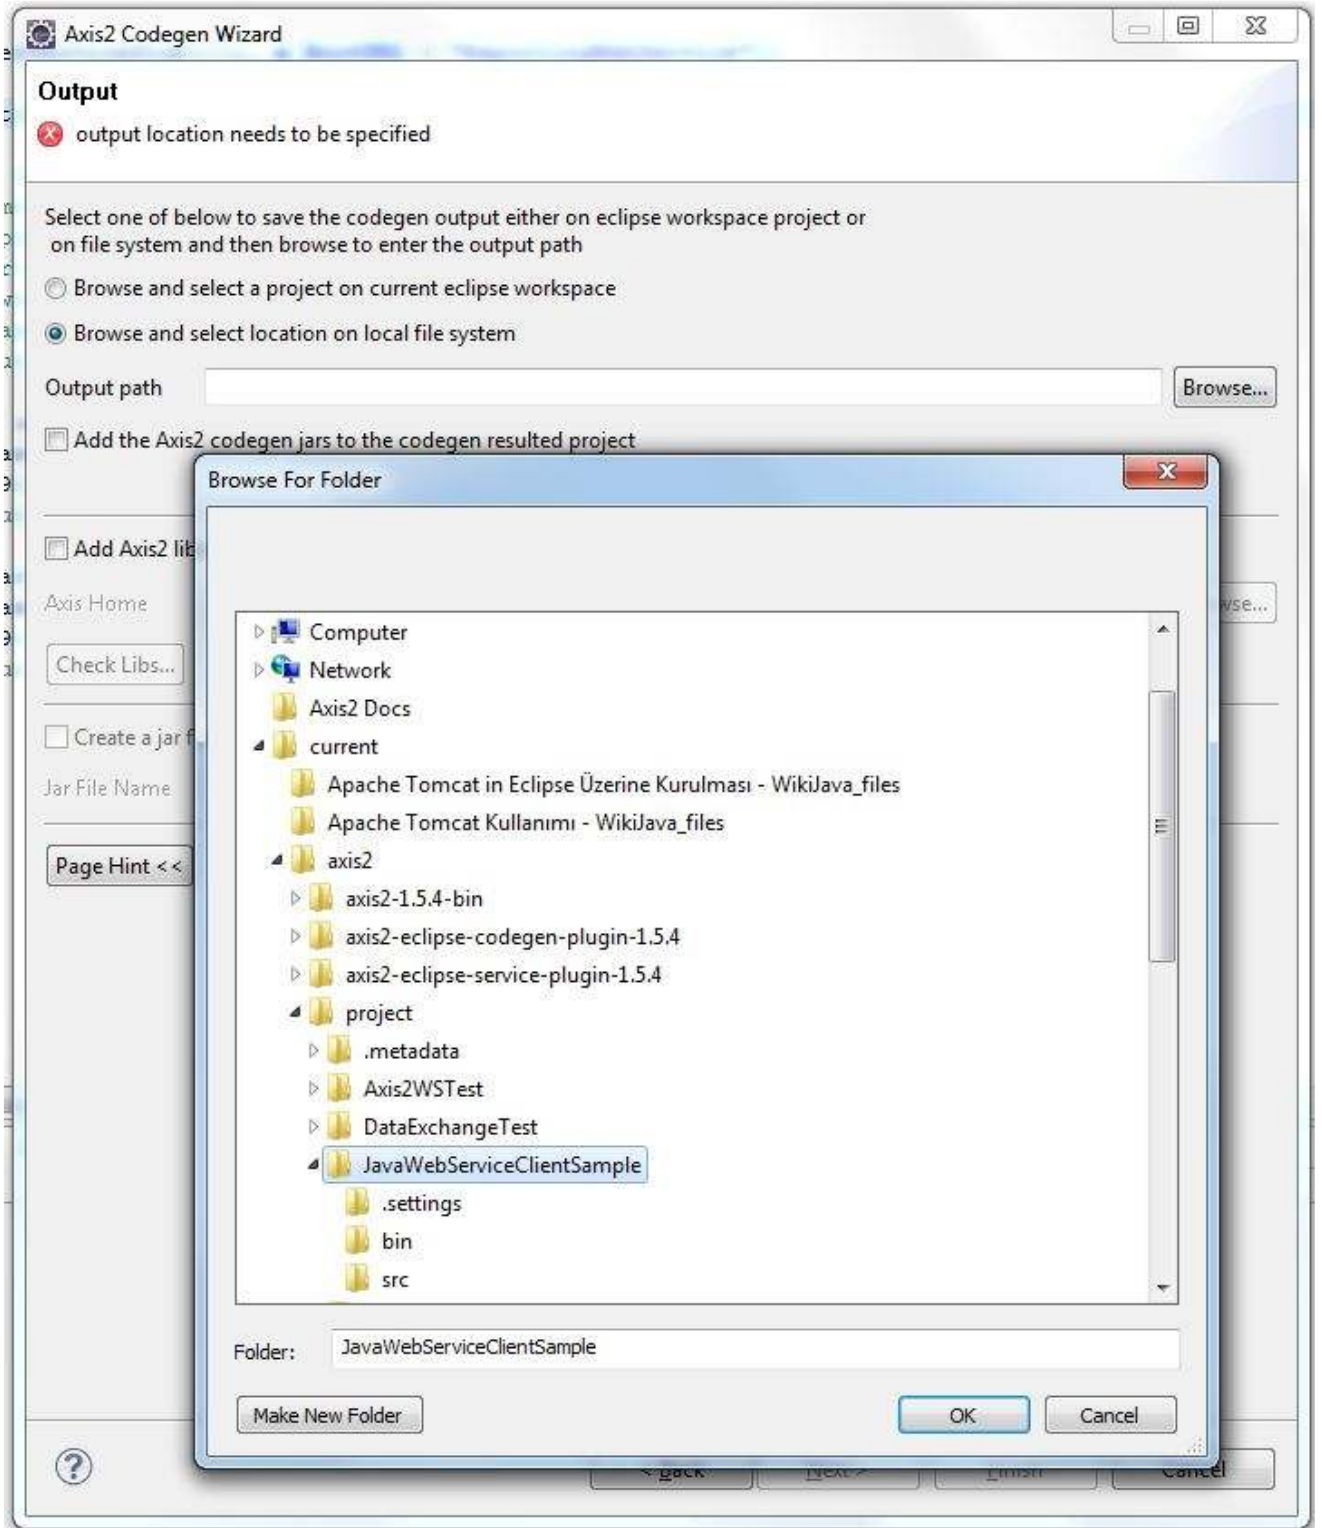 Axis2 Codegen Wizard
Output
output location needs to be specified
Select one of below to save the codegen output either on eclipse workspace project or
on file system and then browse to enter the output path
Browse and select a project on current eclipse workspace
Browse and select location on local file system
Output path
Browse...
Add the Axis2 codegen jars to the codegen resulted project
Browse For Folder
Add Axis2 lib
Axis Home
wse...
Check Libs...
Create a jar f
Jar File Name
Page Hint <<
Computer
Network
Axis2 Docs
current
Apache Tomcat in Eclipse Üzerine Kurulması - WikiJava_files
Apache Tomcat Kullanımı - WikiJava_files
axis2
axis2-1.5.4-bin
axis2-eclipse-codegen-plugin-1.5.4
axis2-eclipse-service-plugin-1.5.4
project
.metadata
Axis2WSTest
DataExchangeTest
JavaWebServiceClientSample
.settings
bin
src
Folder: JavaWebServiceClientSample
Make New Folder
OK
Cancel
< Back
Next >
Finish
Cancel